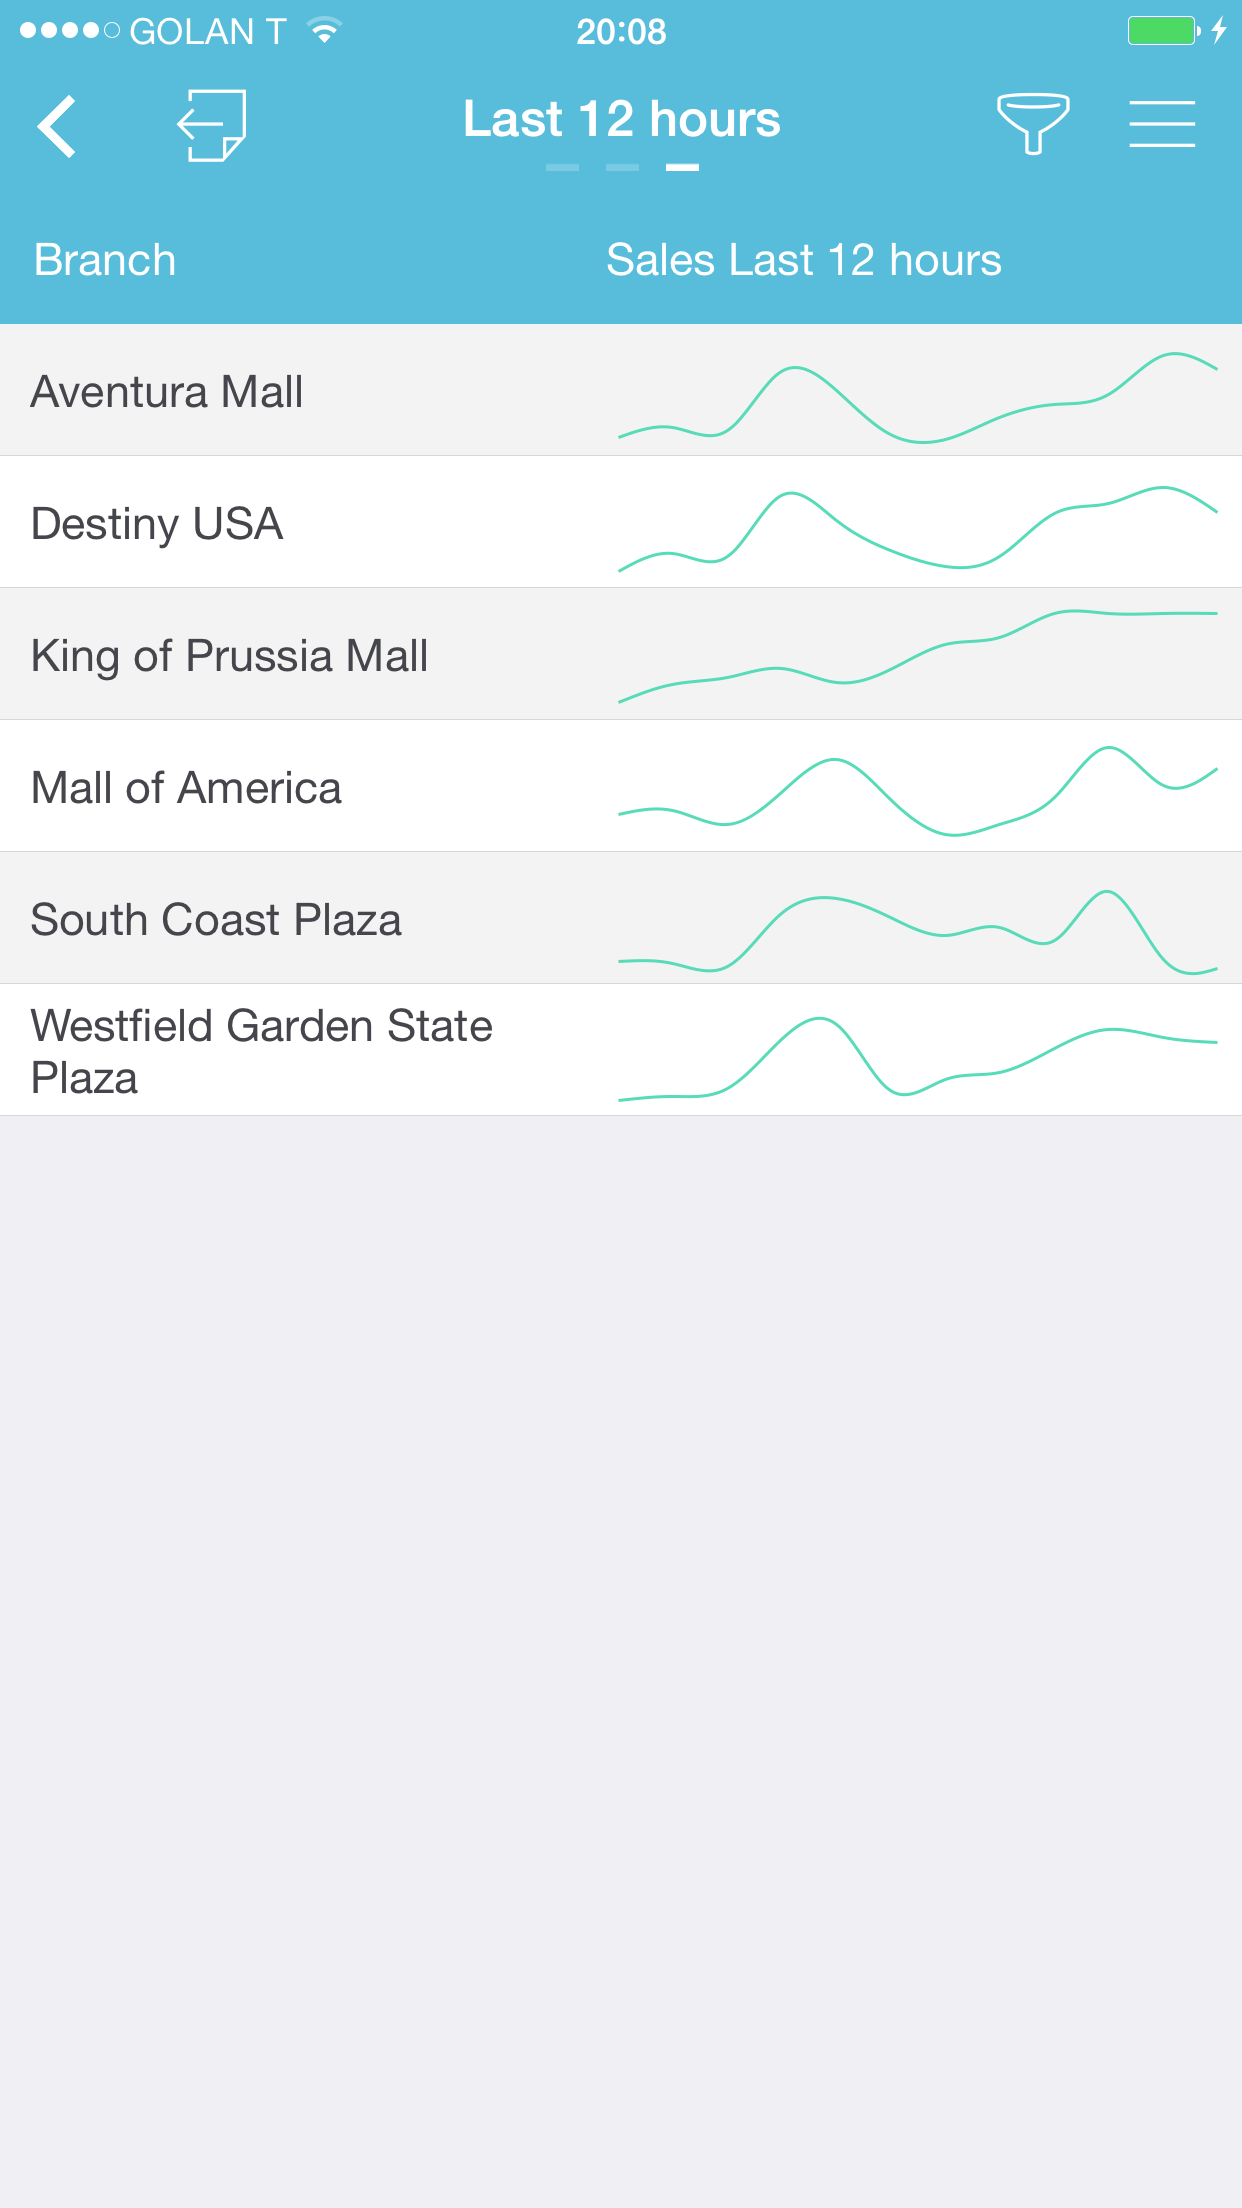 GOLAN T 20:08
Last 12 hours
Branch Sales Last 12 hours
Aventura Mall
Destiny USA
King of Prussia Mall
Mall of America
South Coast Plaza
Westfield Garden State
Plaza